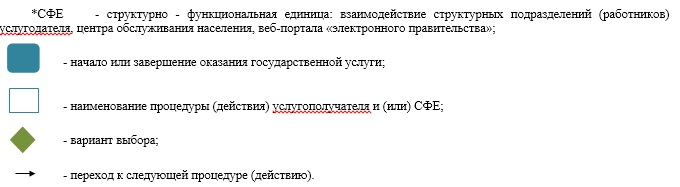 *СФЕ - структурно - функциональная единица: взаимодействие структурных подразделений (работников)
услугодателя, центра обслуживания населения, веб-портала «электронного правительства»;
- начало или завершение оказания государственной услуги;
- наименование процедуры (действия) услугополучателя и (или) СФЕ;
- вариант выбора;
- переход к следующей процедуре (действию).